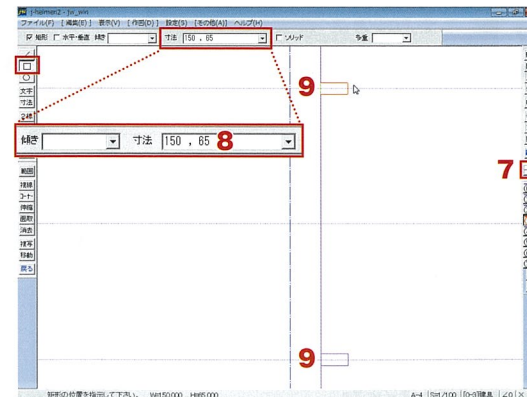 j-heimen2 - jw_win
ファイル(F) [編集(E)] 表示(V) [作図(D)] 設定(S) [その他(A)] ヘルプ(H)
矩形 水平・垂直 傾き 寸法 150 , 65 ソリッド 多重
文字
寸法
2線
傾き 寸法 150 , 65 8
9
7
範囲
複線
コーナー
伸縮
面取
消去
複写
移動
戻る
9
矩形の位置を指示して下さい。 W=150.000 H=65.000 A-4 S=1/100 [0-3]建具 ∠0 ×